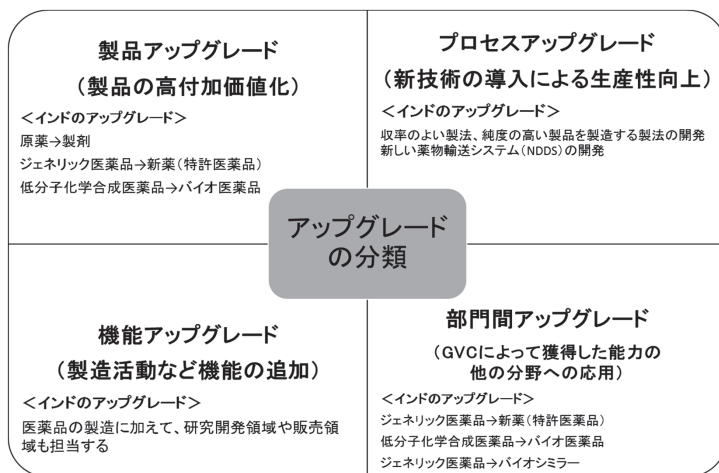 製品アップグレード
（製品の高付加価値化）
＜インドのアップグレード＞
原薬→製剤
ジェネリック医薬品→新薬（特許医薬品）
低分子化学合成医薬品→バイオ医薬品
プロセスアップグレード
（新技術の導入による生産性向上）
＜インドのアップグレード＞
収率のよい製法、純度の高い製品を製造する製法の開発
新しい薬物輸送システム（NDDS）の開発
アップグレード
の分類
機能アップグレード
（製造活動など機能の追加）
＜インドのアップグレード＞
医薬品の製造に加えて、研究開発領域や販売領
域も担当する
部門間アップグレード
（GVCによって獲得した能力の
他の分野への応用）
＜インドのアップグレード＞
ジェネリック医薬品→新薬（特許医薬品）
低分子化学合成医薬品→バイオ医薬品
ジェネリック医薬品→バイオシミラー